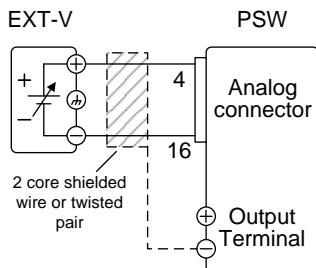 EXT-V
PSW
4
Analog
connector
16
2 core shielded
wire or twisted
pair
Output
Terminal